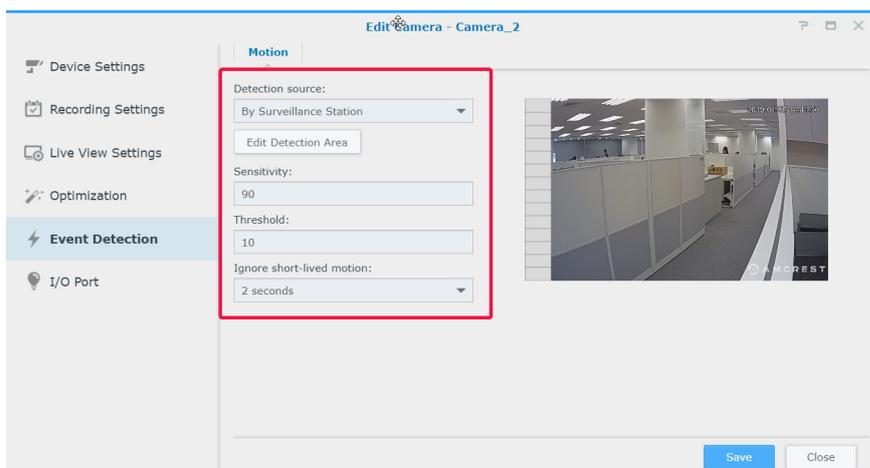 Edit Camera - Camera_2
Device Settings
Recording Settings
Live View Settings
Optimization
Event Detection
I/O Port
Motion
Detection source:
By Surveillance Station
Edit Detection Area
Sensitivity:
90
Threshold:
10
Ignore short-lived motion:
2 seconds
AMCREST
Save
Close